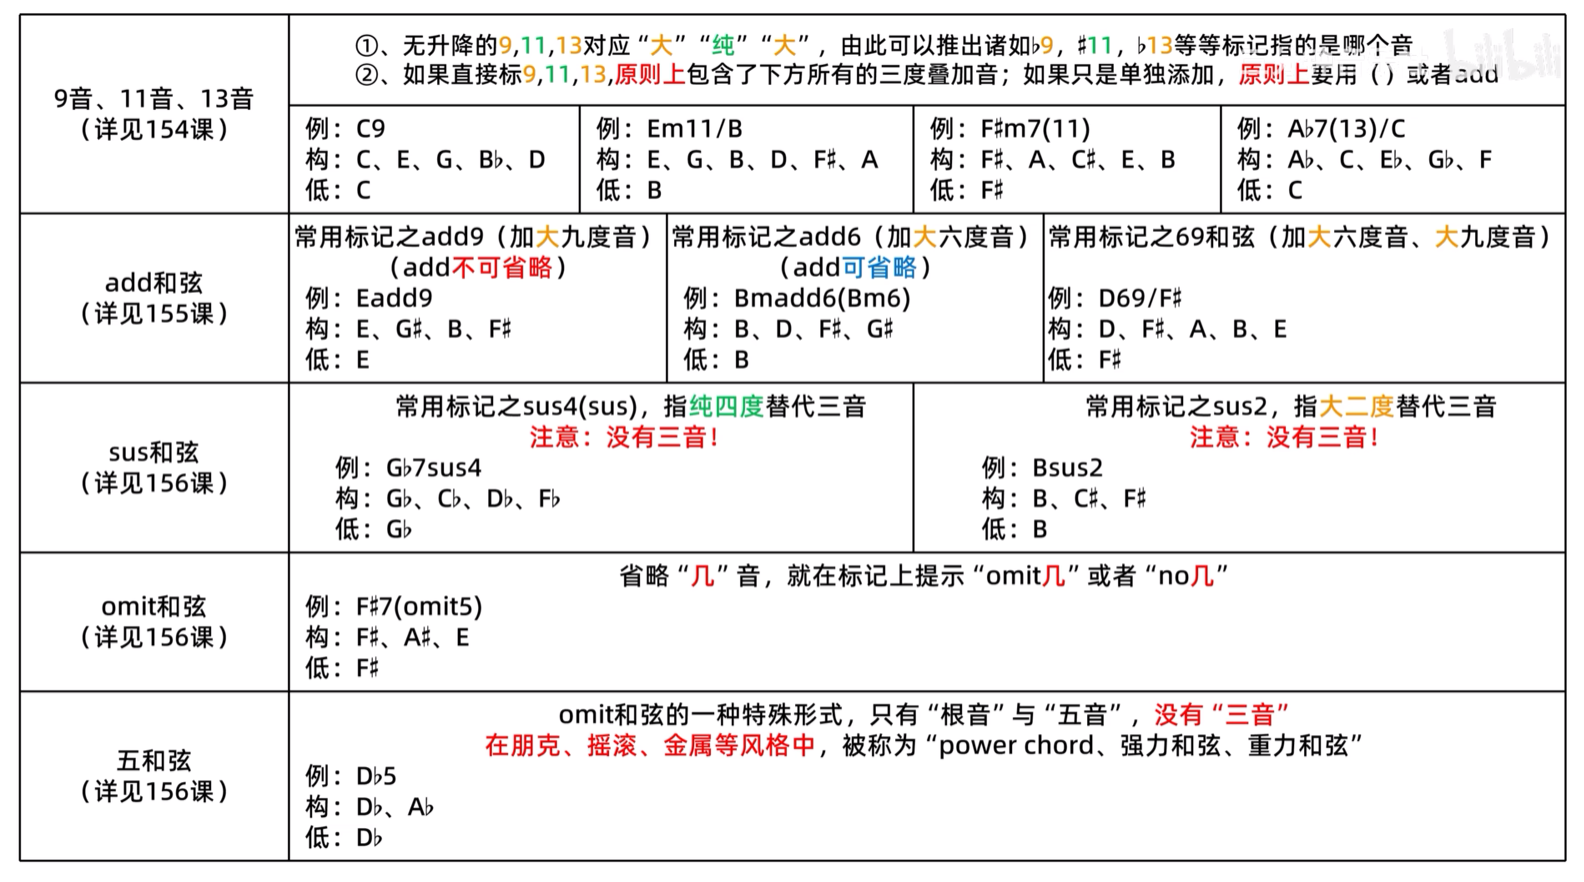 9音、11音、13音
（详见154课）
①、无升降的9,11,13对应“大”“纯”“大”，由此可以推出诸如♭9，♯11，♭13等等标记指的是哪个音
②、如果直接标9,11,13,原则上包含了下方所有的三度叠加音；如果只是单独添加，原则上要用（）或者add
bilibili
例：C9
构：C、E、G、B♭、D
低：C
例：Em11/B
构：E、G、B、D、F♯、A
低：B
例：F♯m7(11)
构：F♯、A、C♯、E、B
低：F♯
例：A♭7(13)/C
构：A♭、C、E♭、G♭、F
低：C
add和弦
（详见155课）
常用标记之add9（加大九度音）
（add不可省略）
例：Eadd9
构：E、G♯、B、F♯
低：E
常用标记之add6（加大六度音）
（add可省略）
例：Bmadd6(Bm6)
构：B、D、F♯、G♯
低：B
常用标记之69和弦（加大六度音、大九度音）
例：D69/F♯
构：D、F♯、A、B、E
低：F♯
sus和弦
（详见156课）
常用标记之sus4(sus)，指纯四度替代三音
注意：没有三音！
例：G♭7sus4
构：G♭、C♭、D♭、F♭
低：G♭
常用标记之sus2，指大二度替代三音
注意：没有三音！
例：Bsus2
构：B、C♯、F♯
低：B
omit和弦
（详见156课）
省略“几”音，就在标记上提示“omit几”或者“no几”
例：F♯7(omit5)
构：F♯、A♯、E
低：F♯
五和弦
（详见156课）
omit和弦的一种特殊形式，只有“根音”与“五音”，没有“三音”
在朋克、摇滚、金属等风格中，被称为“power chord、强力和弦、重力和弦”
例：D♭5
构：D♭、A♭
低：D♭